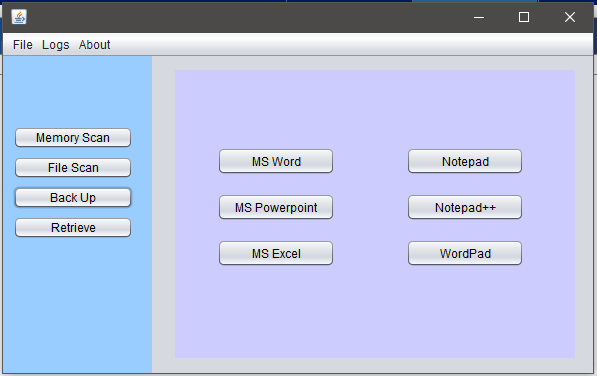 File Logs About
Memory Scan
File Scan
Back Up
Retrieve
MS Word Notepad
MS Powerpoint Notepad++
MS Excel WordPad